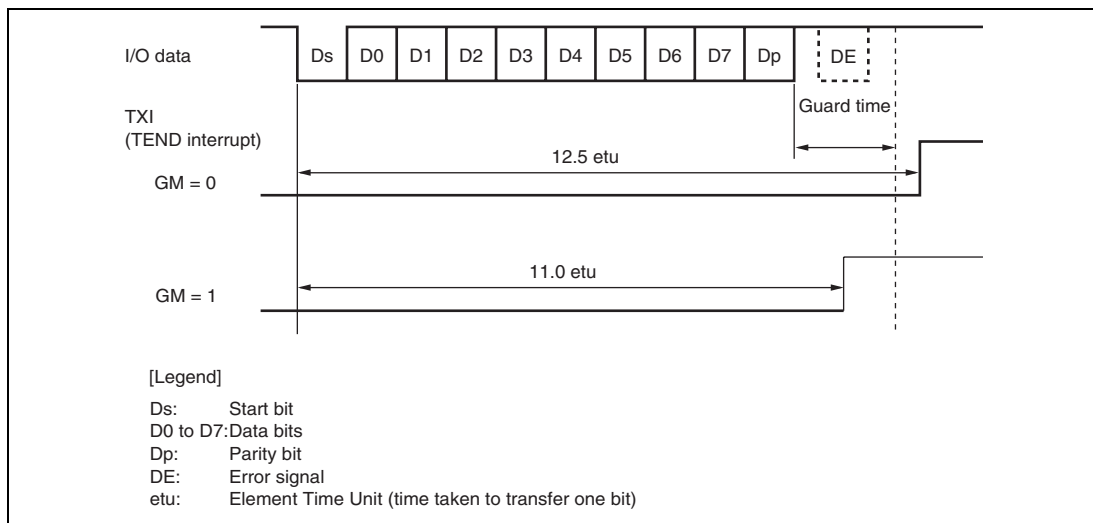 I/O data
Ds D0 D1 D2 D3 D4 D5 D6 D7 Dp DE
Guard time
TXI
(TEND interrupt)
12.5 etu
GM = 0
11.0 etu
GM = 1
[Legend]
Ds: Start bit
D0 to D7:Data bits
Dp: Parity bit
DE: Error signal
etu: Element Time Unit (time taken to transfer one bit)